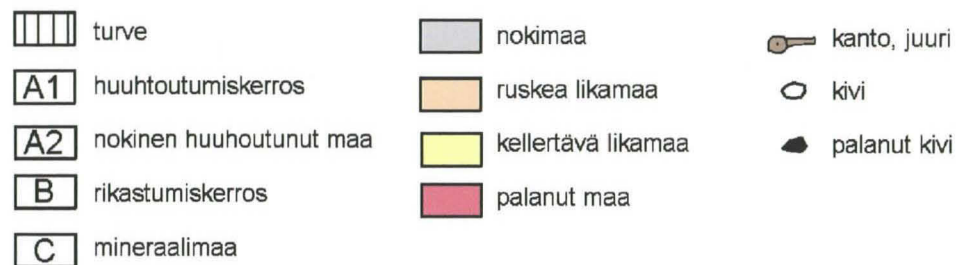 turve
A1 huuhtoutumiskerros
A2 nokinen huuhoutunut maa
B rikastumiskerros
C mineraalimaa
nokimaa
ruskea likamaa
kellertävä likamaa
palanut maa
kanto, juuri
kivi
palanut kivi